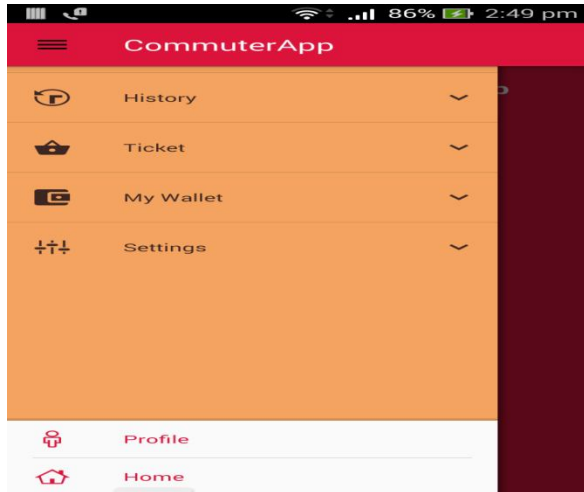 86% 2:49 pm
CommuterApp
History
Ticket
My Wallet
Settings
Profile
Home